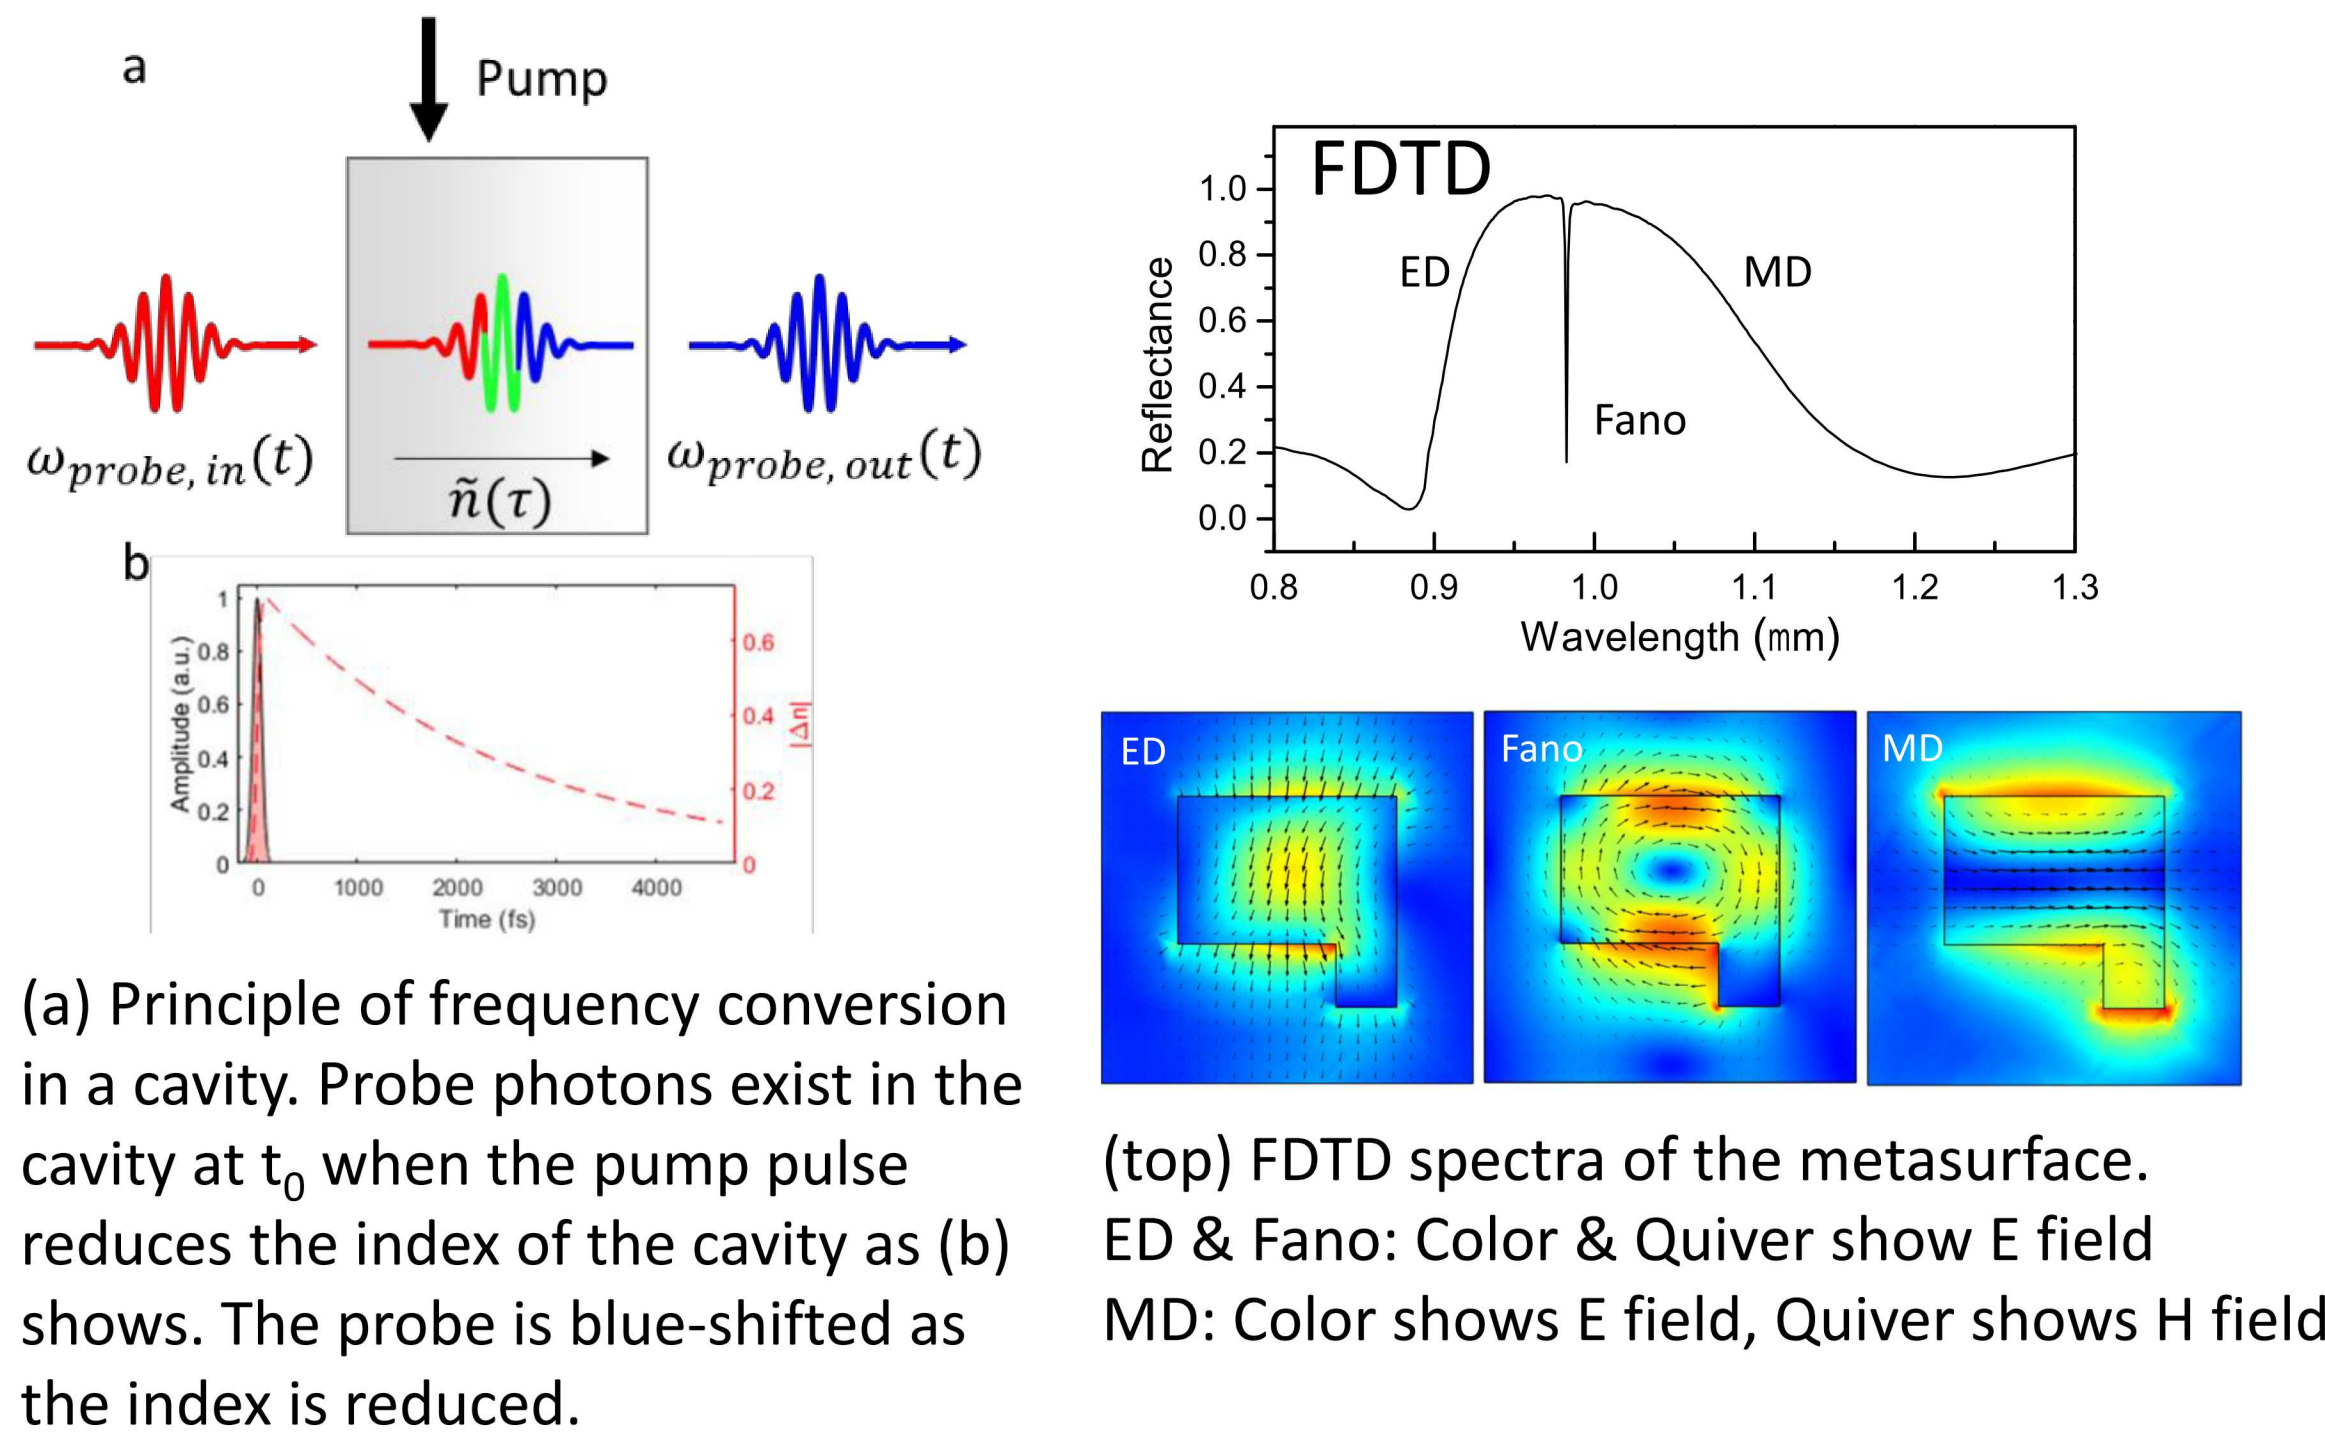 a
Pump
ω_probe, in(t)
ñ(τ)
ω_probe, out(t)
b
1
0.8
0.6
0.4
0.2
0
Amplitude (a.u.)
0.6
0.4
0.2
0
|Δn|
0 1000 2000 3000 4000
Time (fs)
(a) Principle of frequency conversion
in a cavity. Probe photons exist in the
cavity at t₀ when the pump pulse
reduces the index of the cavity as (b)
shows. The probe is blue-shifted as
the index is reduced.
FDTD
1.0
0.8
0.6
0.4
0.2
0.0
Reflectance
ED
MD
Fano
0.8 0.9 1.0 1.1 1.2 1.3
Wavelength (mm)
ED
Fano
MD
(top) FDTD spectra of the metasurface.
ED & Fano: Color & Quiver show E field
MD: Color shows E field, Quiver shows H field